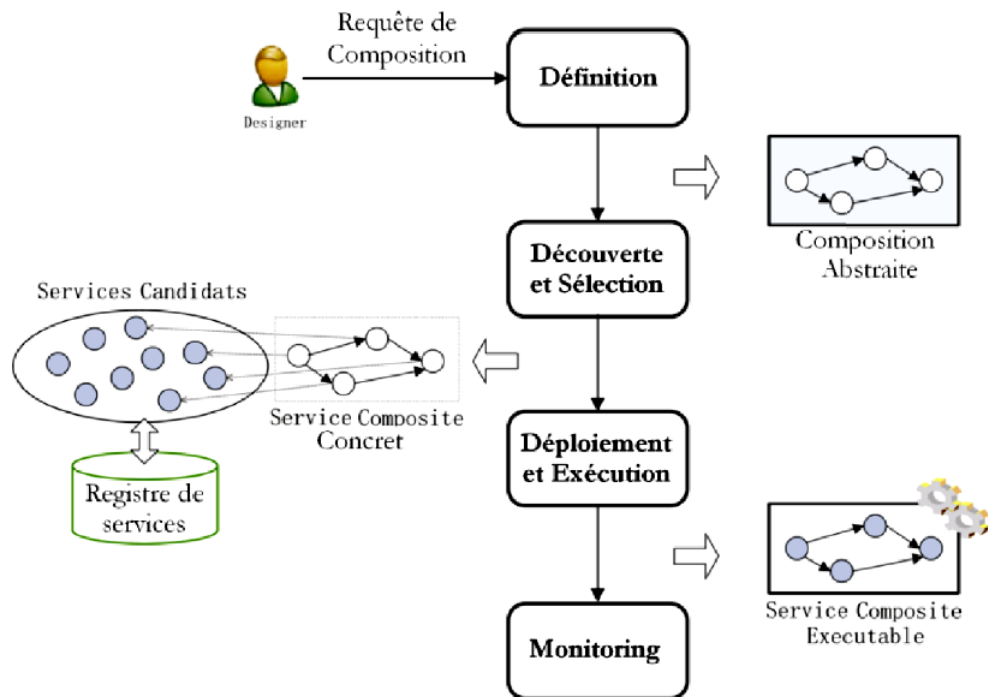 Requête de
Composition
Designer
Définition
Composition
Abstraite
Découverte
et Sélection
Services Candidats
Service Composite
Concret
Registre de
services
Déploiement
et Exécution
Service Composite
Executable
Monitoring